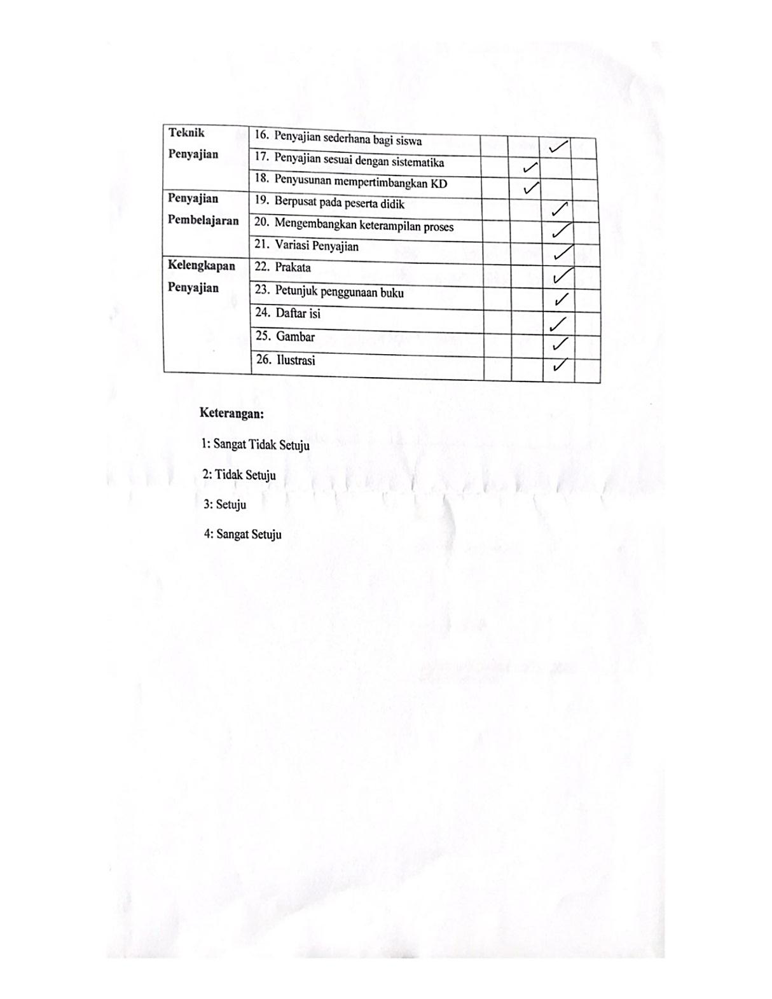 Teknik
Penyajian
16. Penyajian sederhana bagi siswa ✓
17. Penyajian sesuai dengan sistematika ✓
18. Penyusunan mempertimbangkan KD ✓
Penyajian
Pembelajaran
19. Berpusat pada peserta didik ✓
20. Mengembangkan keterampilan proses ✓
21. Variasi Penyajian ✓
Kelengkapan
Penyajian
22. Prakata ✓
23. Petunjuk penggunaan buku ✓
24. Daftar isi ✓
25. Gambar ✓
26. Ilustrasi ✓
Keterangan:
1: Sangat Tidak Setuju
2: Tidak Setuju
3: Setuju
4: Sangat Setuju